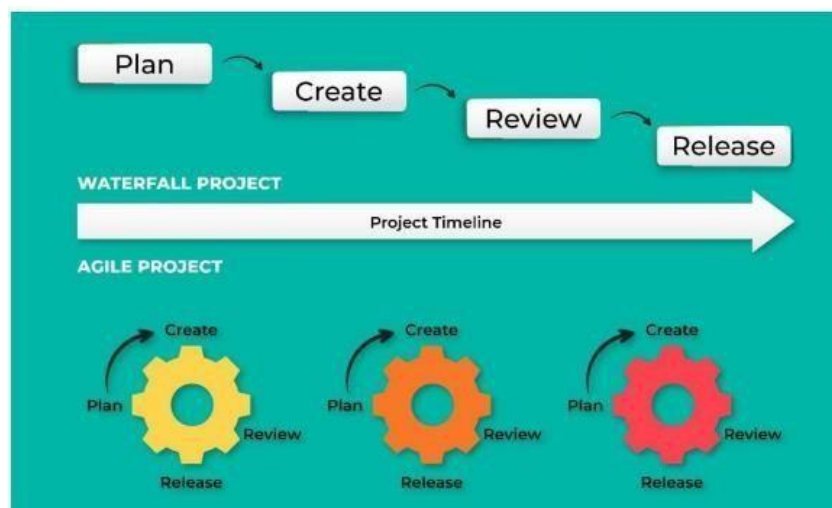 Plan
Create
Review
Release
WATERFALL PROJECT
Project Timeline
AGILE PROJECT
Create
Plan
Review
Release
Create
Plan
Review
Release
Create
Plan
Review
Release